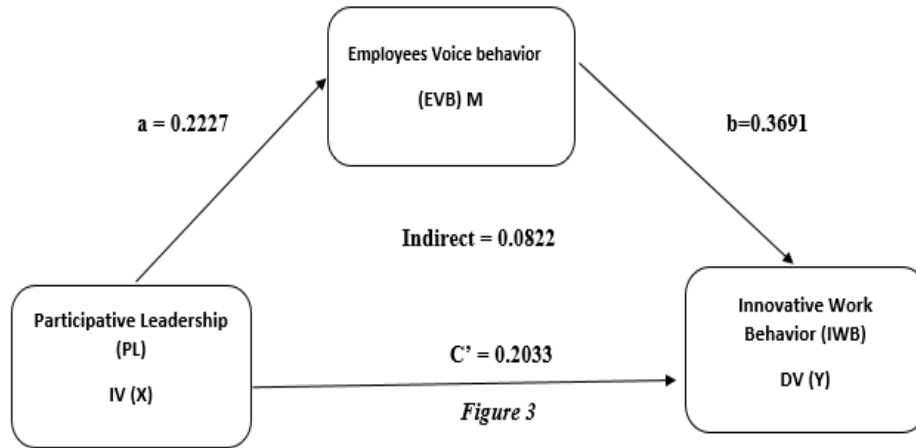 Employees Voice behavior
(EVB) M
a = 0.2227
b=0.3691
Indirect = 0.0822
Participative Leadership
(PL)
IV (X)
C’ = 0.2033
Figure 3
Innovative Work
Behavior (IWB)
DV (Y)